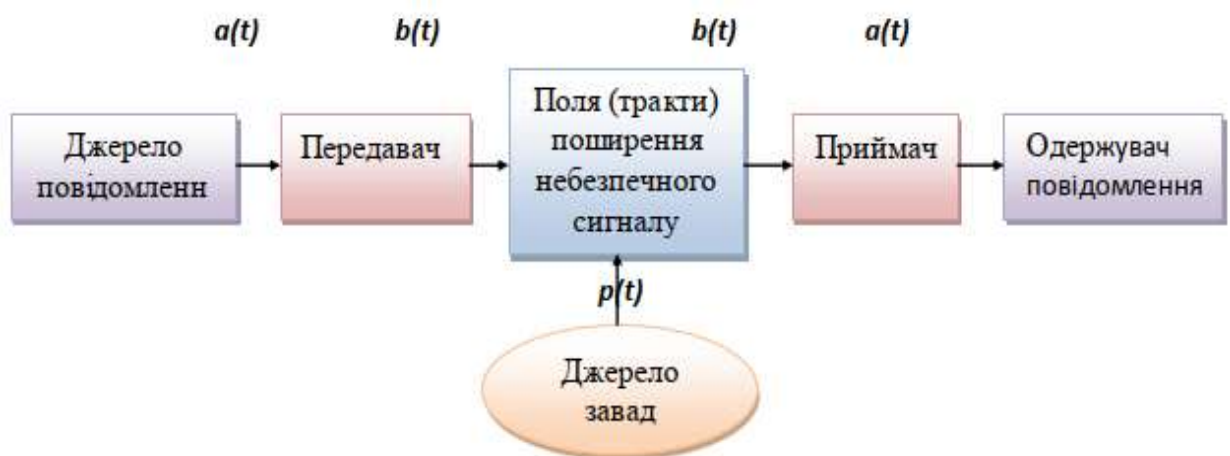 a(t) b(t) b(t) a(t)
Джерело
повідомленн
Передавач
Поля (тракти)
поширення
небезпечного
сигналу
Приймач
Одержувач
повідомлення
p(t)
Джерело
завад